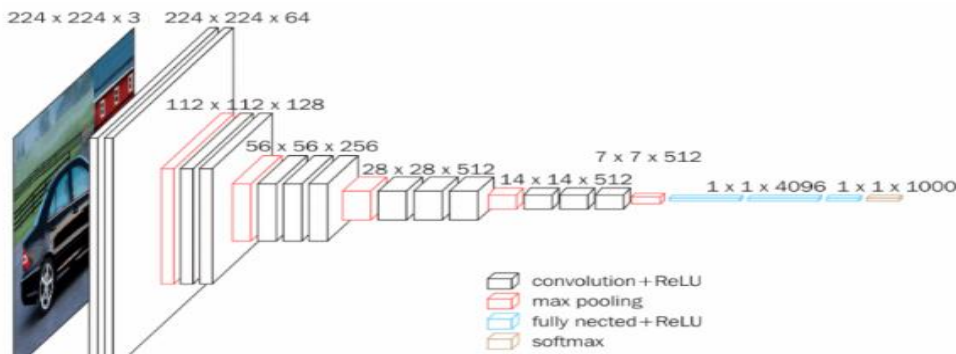 224 x 224 x 3
224 x 224 x 64
112 x 112 x 128
56 x 56 x 256
28 x 28 x 512
14 x 14 x 512
7 x 7 x 512
1 x 1 x 4096
1 x 1 x 1000
convolution+ReLU
max pooling
fully nected+ReLU
softmax